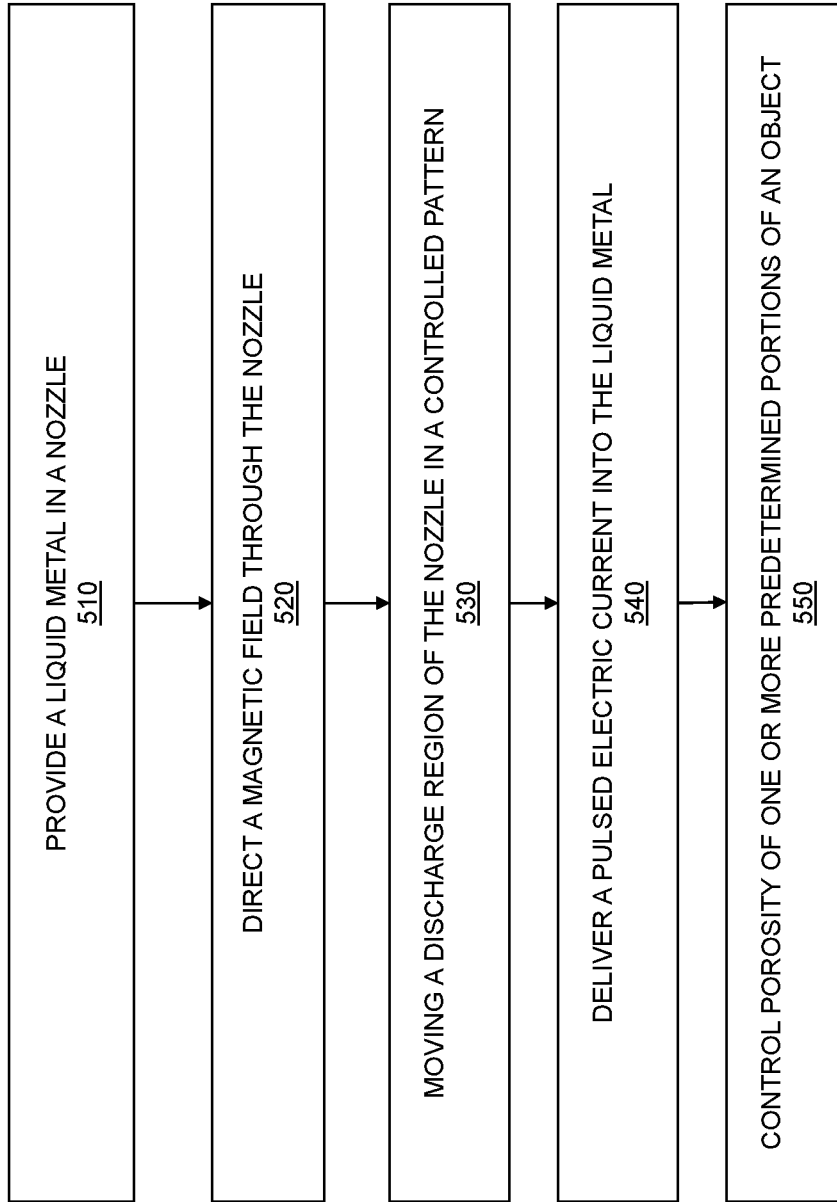 PROVIDE A LIQUID METAL IN A NOZZLE
510
DIRECT A MAGNETIC FIELD THROUGH THE NOZZLE
520
MOVING A DISCHARGE REGION OF THE NOZZLE IN A CONTROLLED PATTERN
530
DELIVER A PULSED ELECTRIC CURRENT INTO THE LIQUID METAL
540
CONTROL POROSITY OF ONE OR MORE PREDETERMINED PORTIONS OF AN OBJECT
550